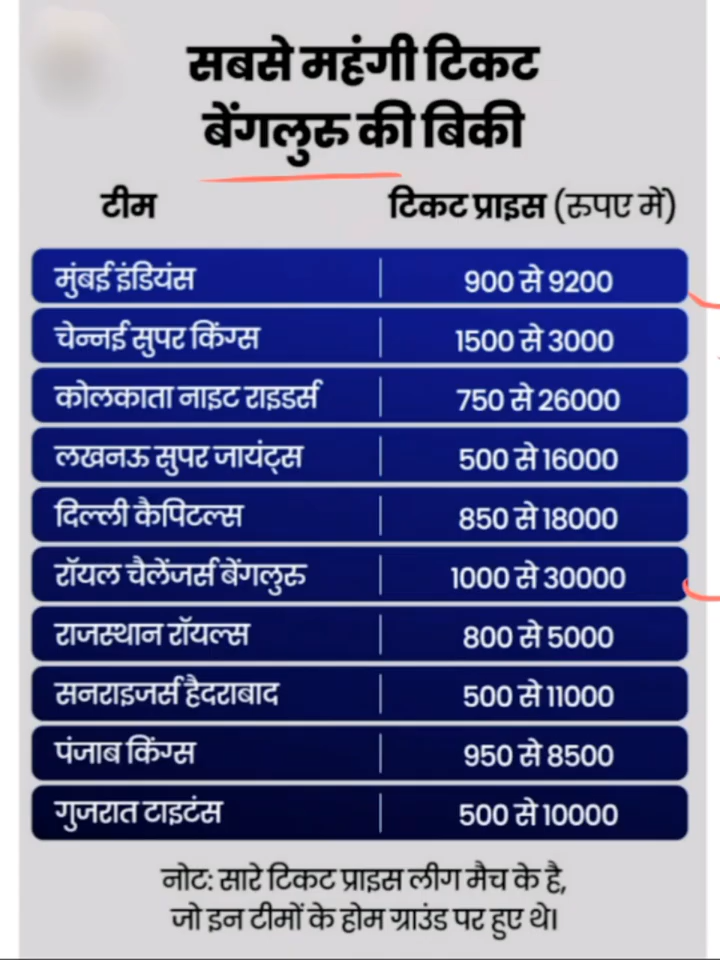 सबसे महंगी टिकट
बेंगलुरु की बिकी
टीम टिकट प्राइस (रुपए में)
मुंबई इंडियंस 900 से 9200
चेन्नई सुपर किंग्स 1500 से 3000
कोलकाता नाइट राइडर्स 750 से 26000
लखनऊ सुपर जायंट्स 500 से 16000
दिल्ली कैपिटल्स 850 से 18000
रॉयल चैलेंजर्स बेंगलुरु 1000 से 30000
राजस्थान रॉयल्स 800 से 5000
सनराइजर्स हैदराबाद 500 से 11000
पंजाब किंग्स 950 से 8500
गुजरात टाइटंस 500 से 10000
नोट: सारे टिकट प्राइस लीग मैच के है,
जो इन टीमों के होम ग्राउंड पर हुए थे।